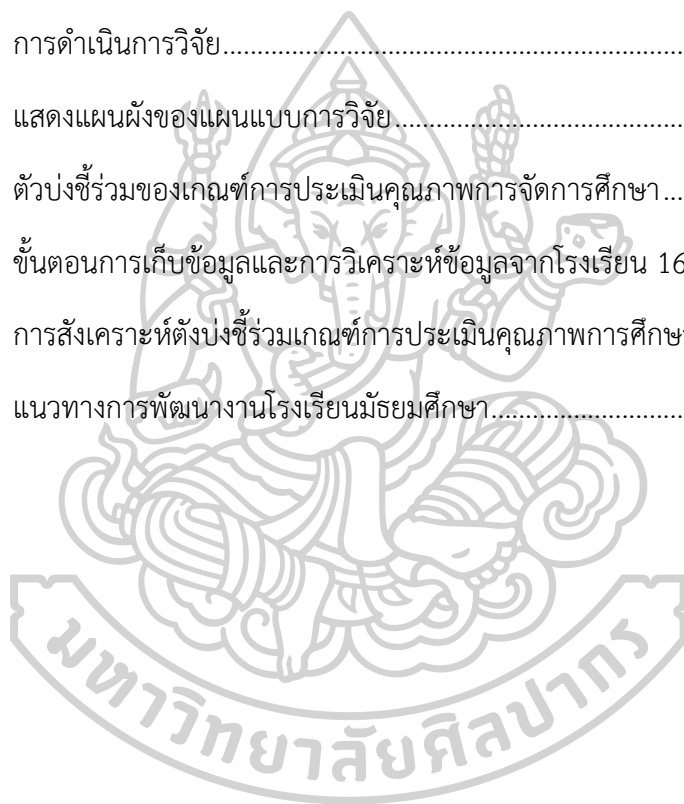 การดำเนินการวิจัย......................................................................
แสดงแผนผังของแผนแบบการวิจัย..........................................
ตัวบ่งชี้ร่วมของเกณฑ์การประเมินคุณภาพการจัดการศึกษา...
ขั้นตอนการเก็บข้อมูลและการวิเคราะห์ข้อมูลจากโรงเรียน 16
การสังเคราะห์ตังบ่งชี้ร่วมเกณฑ์การประเมินคุณภาพการศึกษา
แนวทางการพัฒนางานโรงเรียนมัธยมศึกษา............................
มหาวิทยาลัยศิลปากร